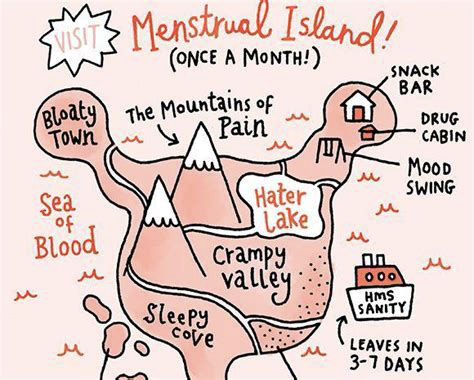 VISIT
Menstrual Island!
(ONCE A MONTH!)
Bloaty
Town
The Mountains of
Pain
SNACK
BAR
DRUG
CABIN
MOOD
SWING
Sea
of
Blood
Hater
Lake
Crampy
Valley
Sleepy
Cove
HMS
SANITY
LEAVES IN
3-7 DAYS